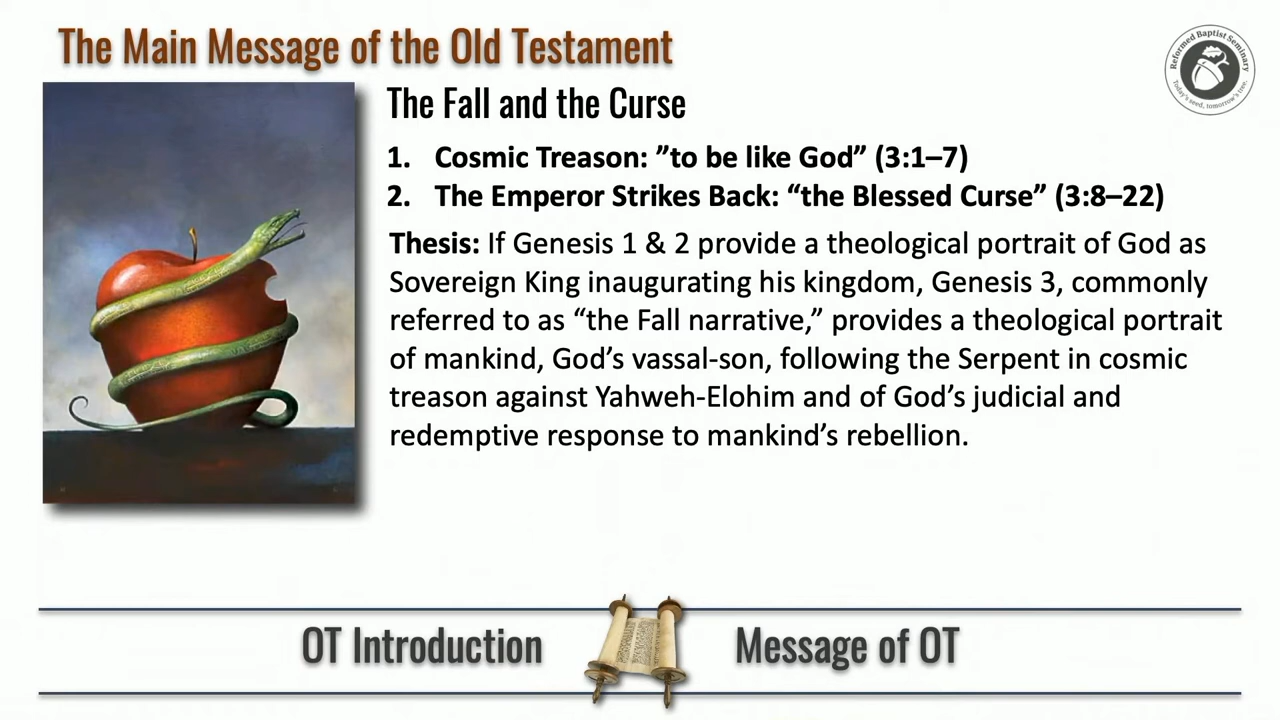 The Main Message of the Old Testament
Reformed Baptist Seminary
Today's seed, tomorrow's tree.
The Fall and the Curse
1. Cosmic Treason: ”to be like God” (3:1–7)
2. The Emperor Strikes Back: “the Blessed Curse” (3:8–22)
Thesis: If Genesis 1 & 2 provide a theological portrait of God as
Sovereign King inaugurating his kingdom, Genesis 3, commonly
referred to as “the Fall narrative,” provides a theological portrait
of mankind, God’s vassal-son, following the Serpent in cosmic
treason against Yahweh-Elohim and of God’s judicial and
redemptive response to mankind’s rebellion.
OT Introduction
Message of OT